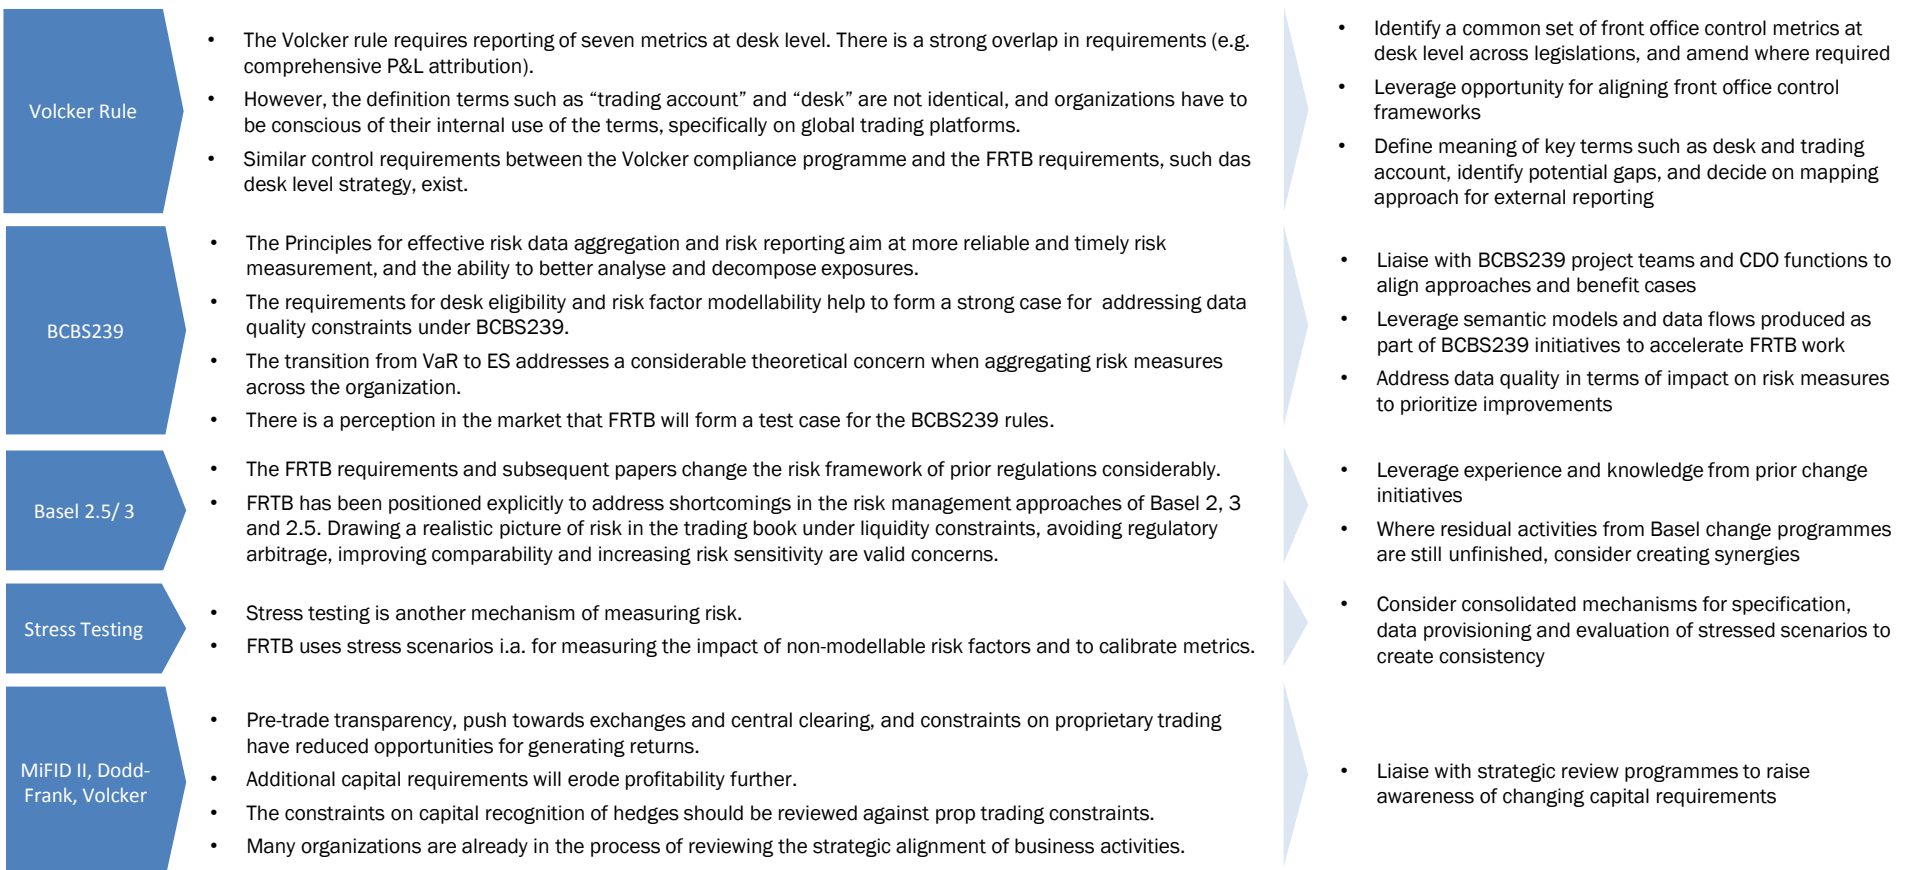 Volcker Rule
• The Volcker rule requires reporting of seven metrics at desk level. There is a strong overlap in requirements (e.g.
comprehensive P&L attribution).
• However, the definition terms such as “trading account” and “desk” are not identical, and organizations have to
be conscious of their internal use of the terms, specifically on global trading platforms.
• Similar control requirements between the Volcker compliance programme and the FRTB requirements, such das
desk level strategy, exist.
• Identify a common set of front office control metrics at
desk level across legislations, and amend where required
• Leverage opportunity for aligning front office control
frameworks
• Define meaning of key terms such as desk and trading
account, identify potential gaps, and decide on mapping
approach for external reporting
BCBS239
• The Principles for effective risk data aggregation and risk reporting aim at more reliable and timely risk
measurement, and the ability to better analyse and decompose exposures.
• The requirements for desk eligibility and risk factor modellability help to form a strong case for addressing data
quality constraints under BCBS239.
• The transition from VaR to ES addresses a considerable theoretical concern when aggregating risk measures
across the organization.
• There is a perception in the market that FRTB will form a test case for the BCBS239 rules.
• Liaise with BCBS239 project teams and CDO functions to
align approaches and benefit cases
• Leverage semantic models and data flows produced as
part of BCBS239 initiatives to accelerate FRTB work
• Address data quality in terms of impact on risk measures
to prioritize improvements
Basel 2.5/ 3
• The FRTB requirements and subsequent papers change the risk framework of prior regulations considerably.
• FRTB has been positioned explicitly to address shortcomings in the risk management approaches of Basel 2, 3
and 2.5. Drawing a realistic picture of risk in the trading book under liquidity constraints, avoiding regulatory
arbitrage, improving comparability and increasing risk sensitivity are valid concerns.
• Leverage experience and knowledge from prior change
initiatives
• Where residual activities from Basel change programmes
are still unfinished, consider creating synergies
Stress Testing
• Stress testing is another mechanism of measuring risk.
• FRTB uses stress scenarios i.a. for measuring the impact of non-modellable risk factors and to calibrate metrics.
• Consider consolidated mechanisms for specification,
data provisioning and evaluation of stressed scenarios to
create consistency
MiFID II, Dodd-
Frank, Volcker
• Pre-trade transparency, push towards exchanges and central clearing, and constraints on proprietary trading
have reduced opportunities for generating returns.
• Additional capital requirements will erode profitability further.
• The constraints on capital recognition of hedges should be reviewed against prop trading constraints.
• Many organizations are already in the process of reviewing the strategic alignment of business activities.
• Liaise with strategic review programmes to raise
awareness of changing capital requirements